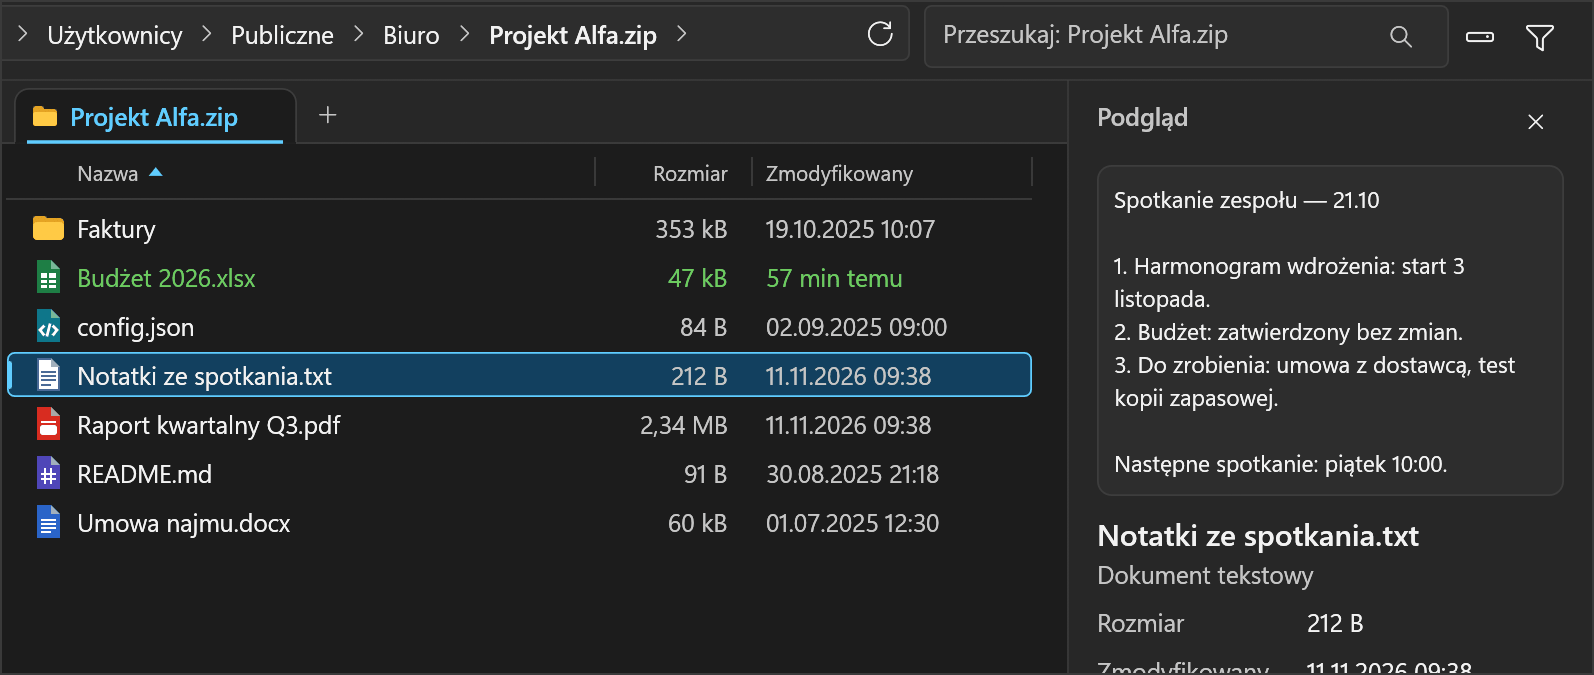 Użytkownicy > Publiczne > Biuro > Projekt Alfa.zip >
Przeszukaj: Projekt Alfa.zip
Projekt Alfa.zip
Nazwa Rozmiar Zmodyfikowany
Faktury 353 kB 19.10.2025 10:07
Budżet 2026.xlsx 47 kB 57 min temu
config.json 84 B 02.09.2025 09:00
Notatki ze spotkania.txt 212 B 11.11.2026 09:38
Raport kwartalny Q3.pdf 2,34 MB 11.11.2026 09:38
README.md 91 B 30.08.2025 21:18
Umowa najmu.docx 60 kB 01.07.2025 12:30
Podgląd
Spotkanie zespołu — 21.10
1. Harmonogram wdrożenia: start 3
listopada.
2. Budżet: zatwierdzony bez zmian.
3. Do zrobienia: umowa z dostawcą, test
kopii zapasowej.
Następne spotkanie: piątek 10:00.
Notatki ze spotkania.txt
Dokument tekstowy
Rozmiar 212 B
Zmodyfikowany 11.11.2026 09:38